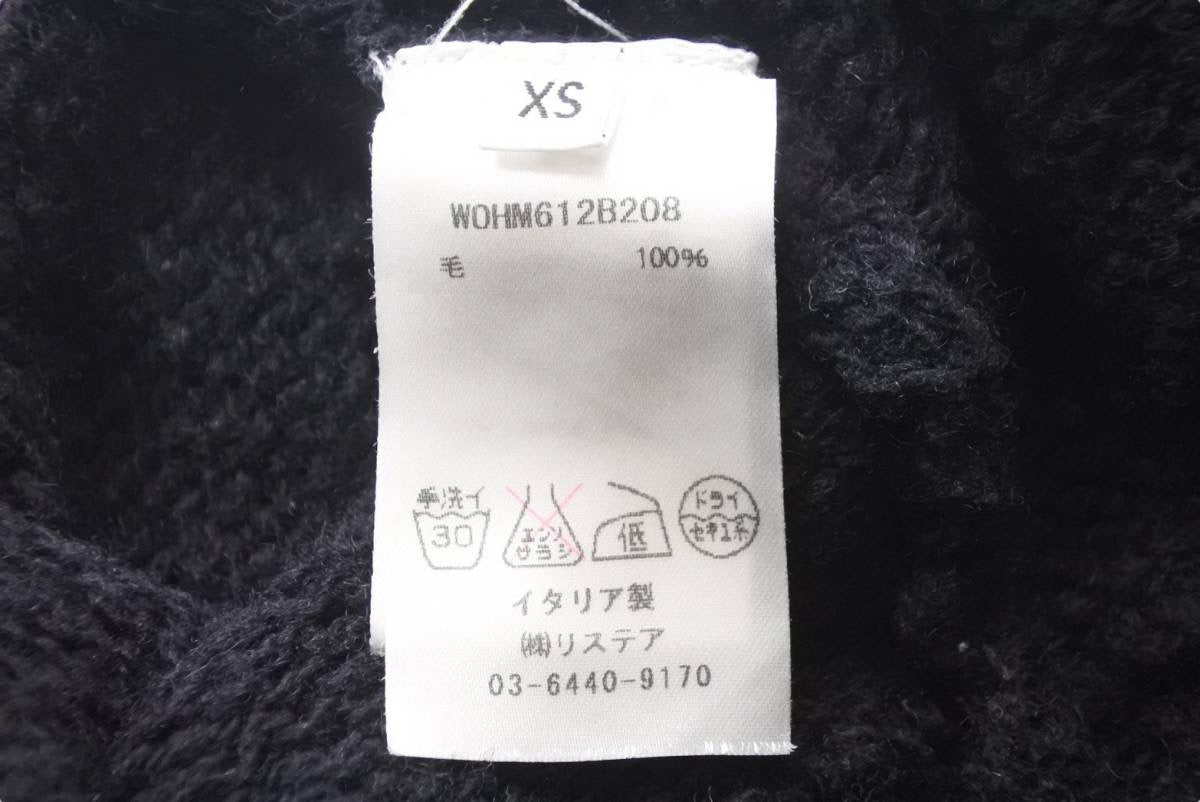 XS
WOHM612B208
毛 100%
手洗イ
30
エンソ
サラシ
低
ドライ
セキユ系
イタリア製
㈱リステア
03-6440-9170